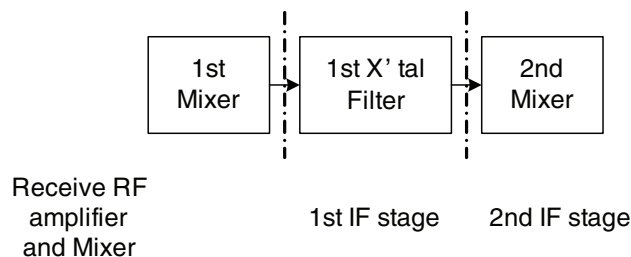 1st
Mixer
1st X' tal
Filter
2nd
Mixer
Receive RF
amplifier
and Mixer
1st IF stage
2nd IF stage